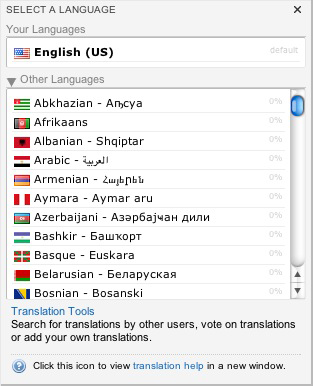 SELECT A LANGUAGE
Your Languages
English (US) default
Other Languages
Abkhazian - Аҧсуа 0%
Afrikaans 0%
Albanian - Shqiptar 0%
Arabic - العربية 0%
Armenian - Հայերեն 0%
Aymara - Aymar aru 0%
Azerbaijani - Азәрбајҹан дили 0%
Bashkir - Башҡорт 0%
Basque - Euskara 0%
Belarusian - Беларуская 0%
Bosnian - Bosanski 0%
Translation Tools
Search for translations by other users, vote on translations
or add your own translations.
Click this icon to view translation help in a new window.